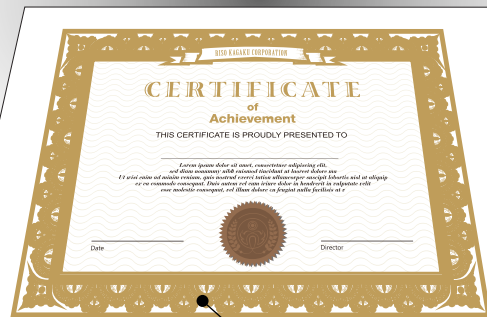 RISO KAGAKU CORPORATION
CERTIFICATE
of
Achievement
THIS CERTIFICATE IS PROUDLY PRESENTED TO
Lorem ipsum dolor sit amet, consectetuer adipiscing elit,
sed diam nonummy nibh euismod tincidunt ut laoreet dolore ma
Ut wisi enim ad minim veniam, quis nostrud exerci tation ullamcorper suscipit lobortis nisl ut aliquip
ex ea commodo consequat. Duis autem vel eum iriure dolor in hendrerit in vulputate velit
esse molestie consequat, vel illum dolore eu feugiat nulla facilisis at v
Date
Director